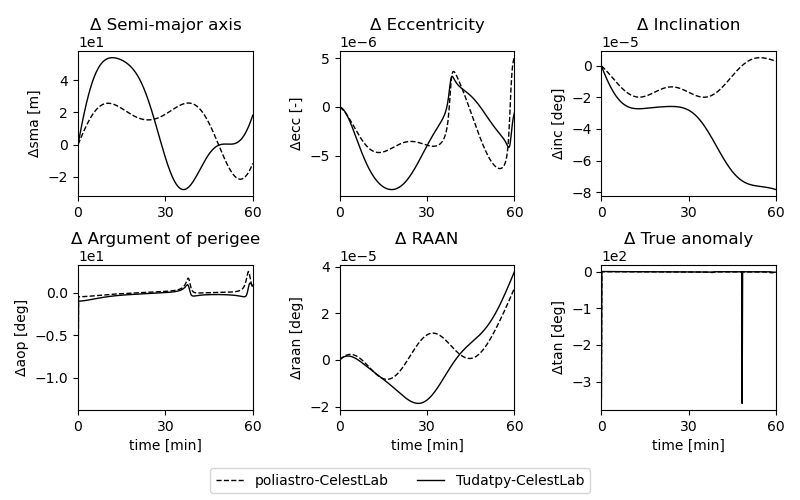 Δ Semi-major axis
Δ Eccentricity
Δ Inclination
1e1
1e-6
1e-5
Δsma [m]
4
2
0
−2
0
30
60
Δecc [-]
5
0
−5
0
30
60
Δinc [deg]
0
−2
−4
−6
−8
0
30
60
Δ Argument of perigee
Δ RAAN
Δ True anomaly
1e1
1e-5
1e2
Δaop [deg]
0.0
−0.5
−1.0
0
30
60
time [min]
Δraan [deg]
4
2
0
−2
0
30
60
time [min]
Δtan [deg]
0
−1
−2
−3
0
30
60
time [min]
poliastro-CelestLab
Tudatpy-CelestLab